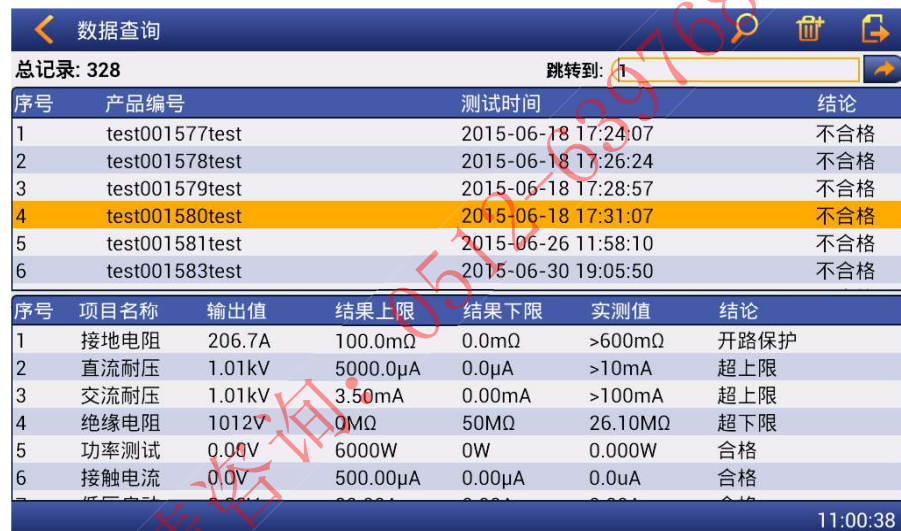 数据查询
总记录: 328 跳转到: 1
序号 产品编号 测试时间 结论
1 test001577test 2015-06-18 17:24:07 不合格
2 test001578test 2015-06-18 17:26:24 不合格
3 test001579test 2015-06-18 17:28:57 不合格
4 test001580test 2015-06-18 17:31:07 不合格
5 test001581test 2015-06-26 11:58:10 不合格
6 test001583test 2015-06-30 19:05:50 不合格
序号 项目名称 输出值 结果上限 结果下限 实测值 结论
1 接地电阻 206.7A 100.0mΩ 0.0mΩ >600mΩ 开路保护
2 直流耐压 1.01kV 5000.0μA 0.0μA >10mA 超上限
3 交流耐压 1.01kV 3.50mA 0.00mA >100mA 超上限
4 绝缘电阻 1012V 0MΩ 50MΩ 26.10MΩ 超下限
5 功率测试 0.00V 6000W 0W 0.000W 合格
6 接触电流 0.0V 500.00μA 0.00μA 0.0uA 合格
11:00:38
咨询：0512-639768